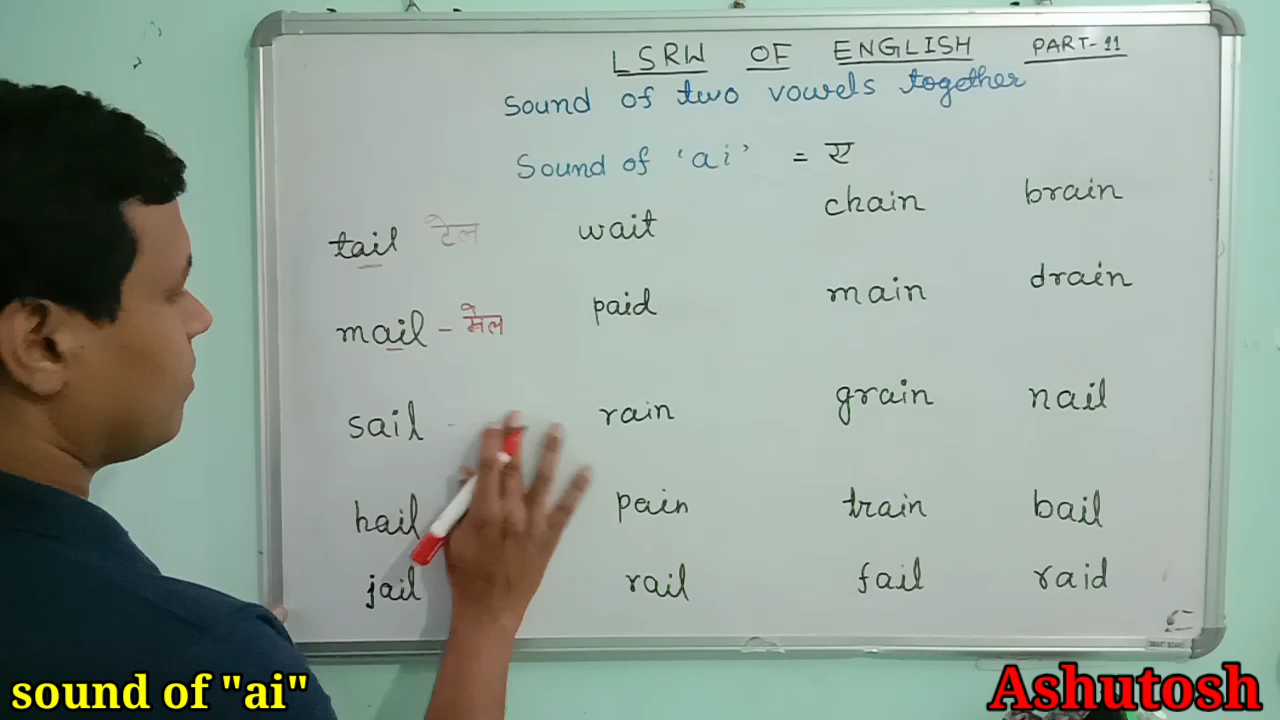 LSRW OF ENGLISH PART-11
Sound of two vowels together
Sound of 'ai' = ए
tail टेल wait chain brain
mail - मेल paid main drain
sail - rain grain nail
hail pain train bail
jail rail fail raid
sound of "ai"
Ashutosh